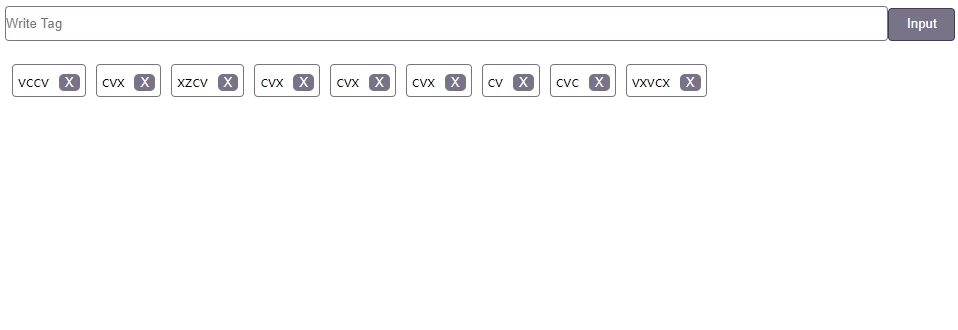 Write Tag Input
vccv X cvx X xzcv X cvx X cvx X cvx X cv X cvc X vxvcx X